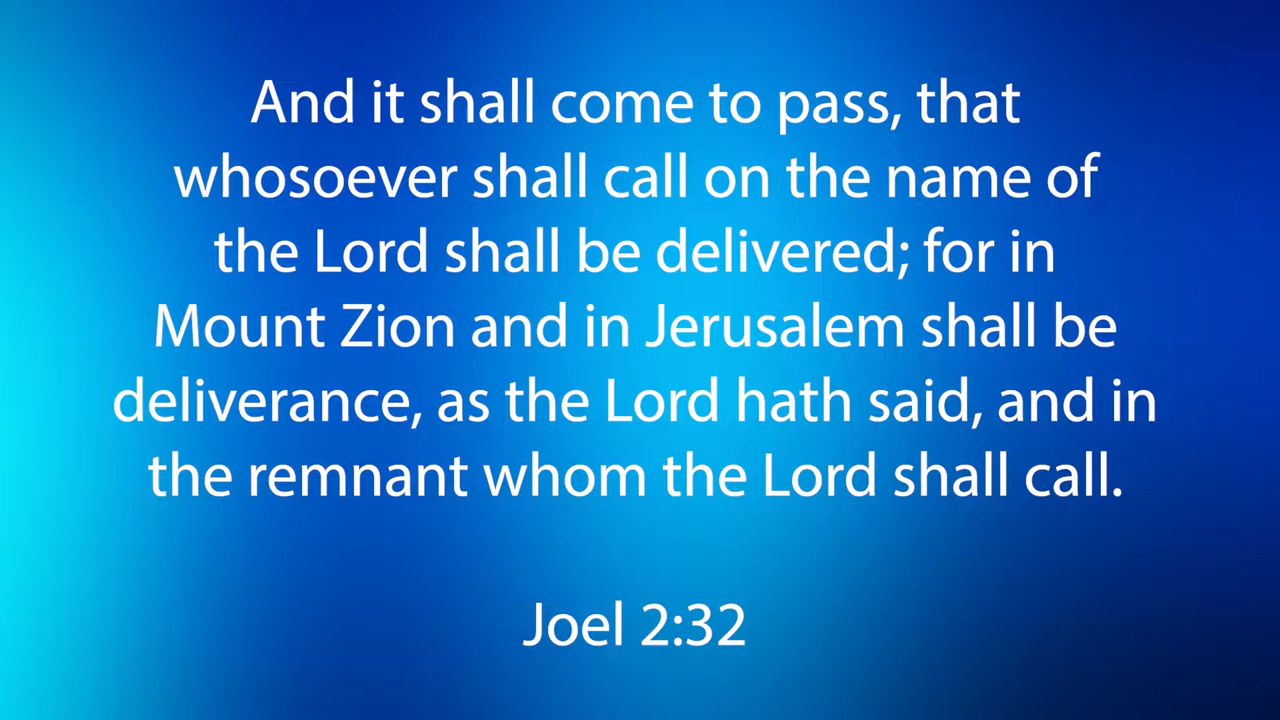 And it shall come to pass, that
whosoever shall call on the name of
the Lord shall be delivered; for in
Mount Zion and in Jerusalem shall be
deliverance, as the Lord hath said, and in
the remnant whom the Lord shall call.
Joel 2:32